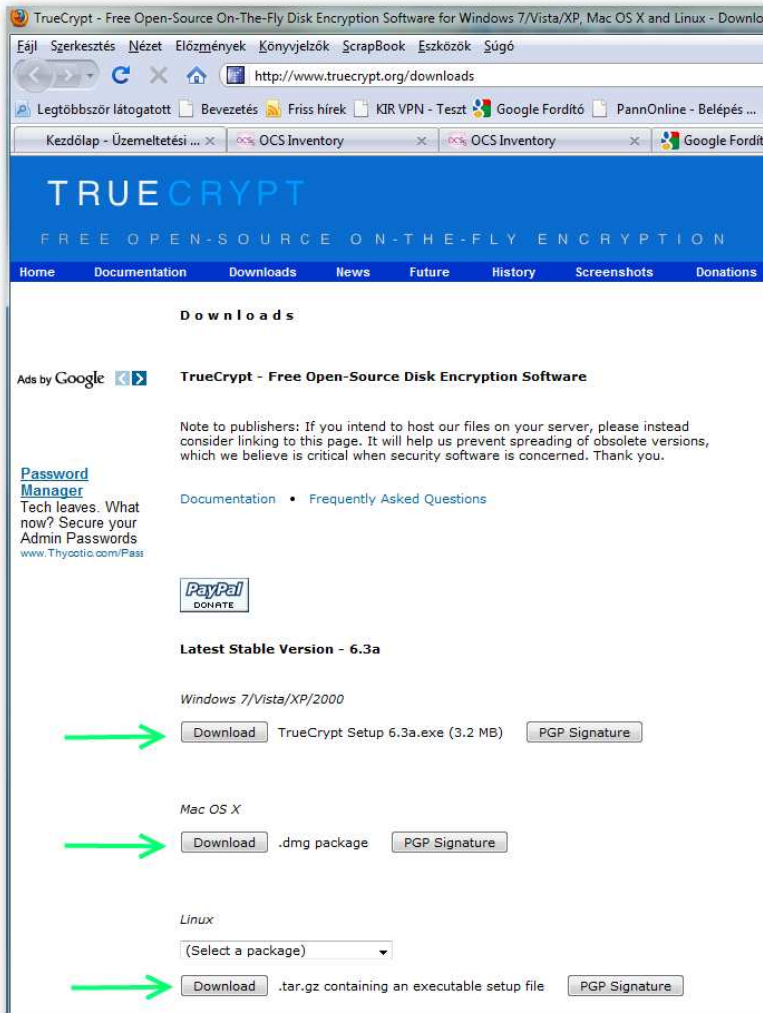 TrueCrypt - Free Open-Source On-The-Fly Disk Encryption Software for Windows 7/Vista/XP, Mac OS X and Linux - Downlo
Fájl Szerkesztés Nézet Előzmények Könyvjelzők ScrapBook Eszközök Súgó
http://www.truecrypt.org/downloads
Legtöbbször látogatott Bevezetés Friss hírek KIR VPN - Teszt Google Fordító PannOnline - Belépés ...
Kezdőlap - Üzemeltetési ... OCS Inventory OCS Inventory Google Fordít
TRUECRYPT
FREE OPEN-SOURCE ON-THE-FLY ENCRYPTION
Home Documentation Downloads News Future History Screenshots Donations
Downloads
Ads by Google
TrueCrypt - Free Open-Source Disk Encryption Software
Note to publishers: If you intend to host our files on your server, please instead
consider linking to this page. It will help us prevent spreading of obsolete versions,
which we believe is critical when security software is concerned. Thank you.
Password
Manager
Tech leaves. What
now? Secure your
Admin Passwords
www.Thycotic.com/Pass
Documentation • Frequently Asked Questions
PayPal
DONATE
Latest Stable Version - 6.3a
Windows 7/Vista/XP/2000
Download TrueCrypt Setup 6.3a.exe (3.2 MB) PGP Signature
Mac OS X
Download .dmg package PGP Signature
Linux
(Select a package)
Download .tar.gz containing an executable setup file PGP Signature